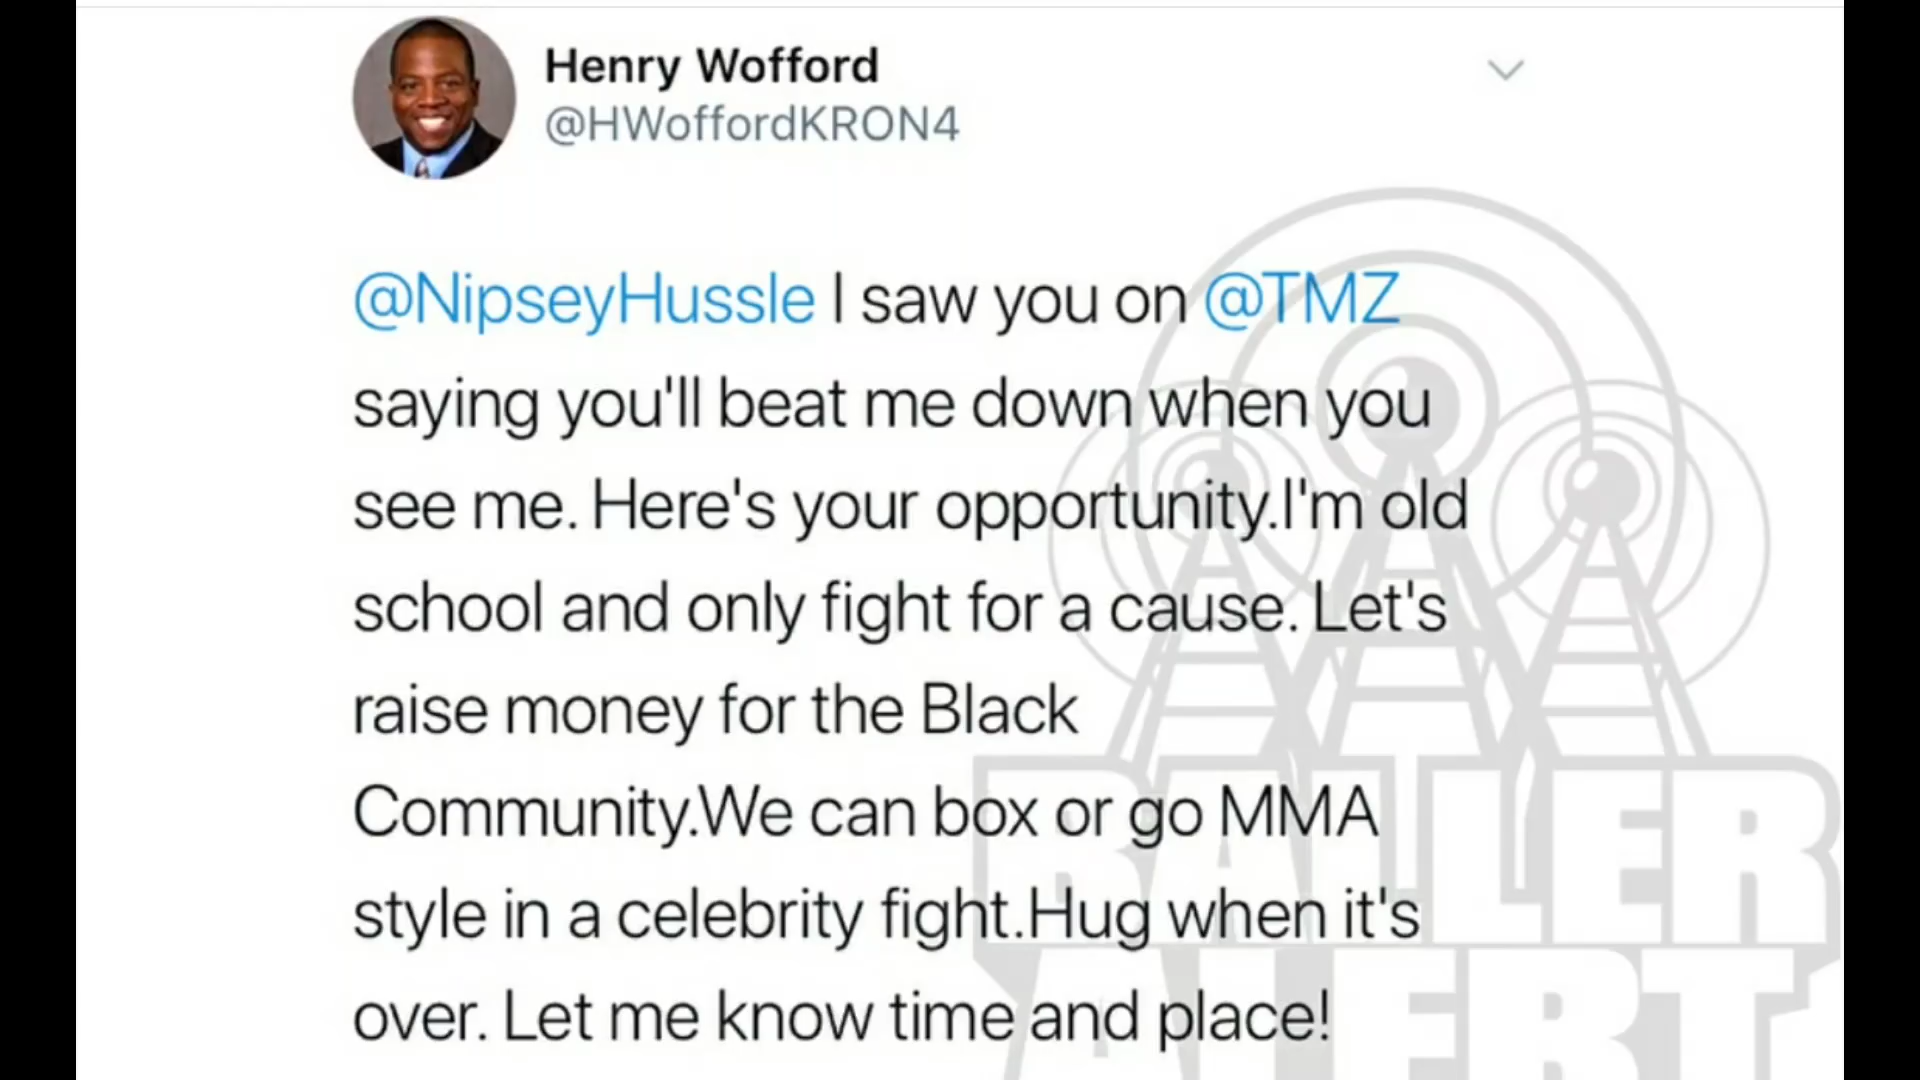 Henry Wofford
@HWoffordKRON4
@NipseyHussle I saw you on @TMZ
saying you'll beat me down when you
see me. Here's your opportunity.I'm old
school and only fight for a cause. Let's
raise money for the Black
Community.We can box or go MMA
style in a celebrity fight.Hug when it's
over. Let me know time and place!
BALLER
ALERT